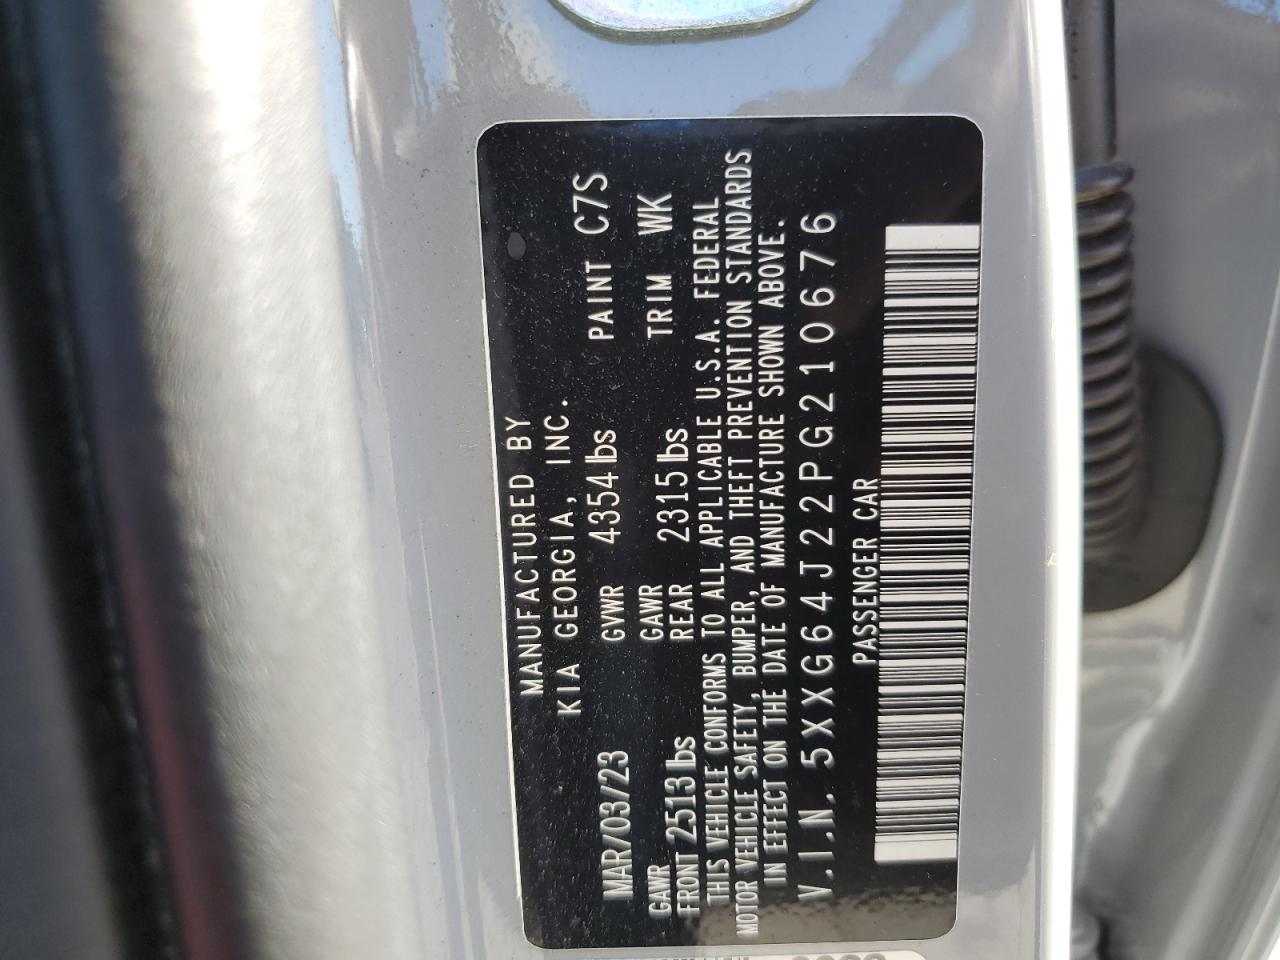 MANUFACTURED BY
KIA GEORGIA, INC.
MAR/03/23 GVWR 4354 lbs PAINT C7S
GAWR FRONT 2513 lbs GAWR REAR 2315 lbs TRIM WK
THIS VEHICLE CONFORMS TO ALL APPLICABLE U.S.A. FEDERAL
MOTOR VEHICLE SAFETY, BUMPER, AND THEFT PREVENTION STANDARDS
IN EFFECT ON THE DATE OF MANUFACTURE SHOWN ABOVE.
V.I.N. 5XXG64J22PG210676
PASSENGER CAR